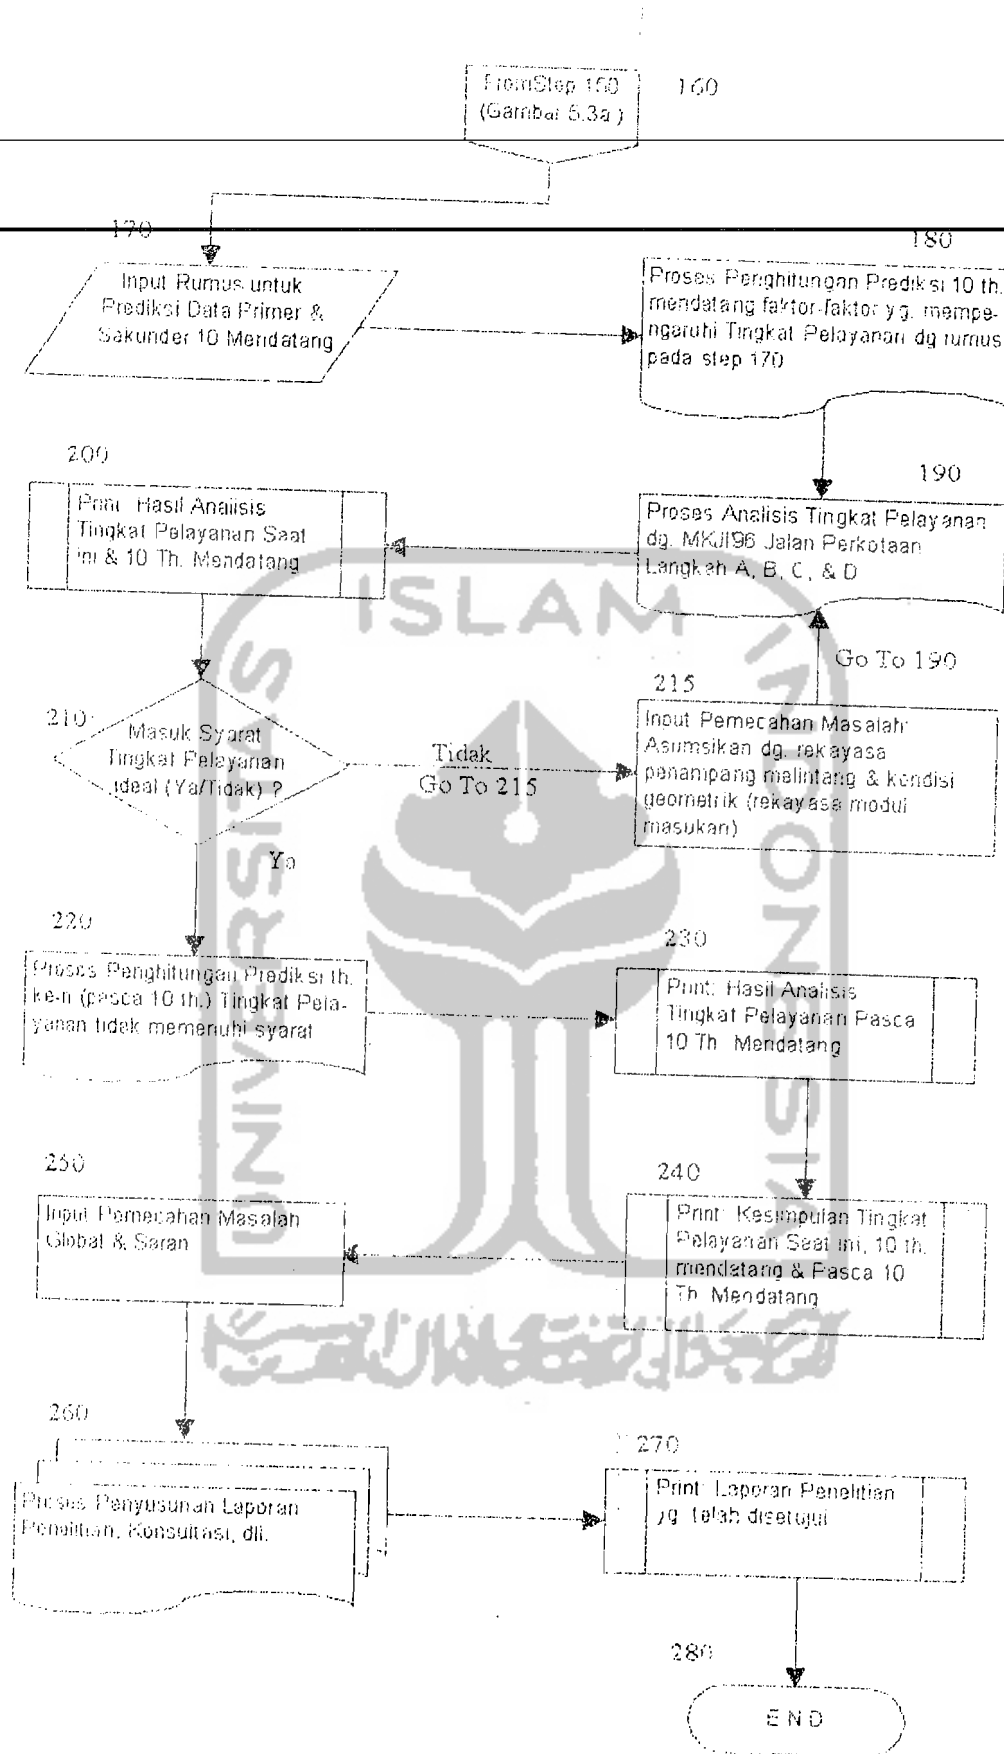 FromStep 150
(Gambar 5.3a )
160
170
Input Rumus untuk
Prediksi Data Primer &
Sakunder 10 Mendatang
180
Proses Penghitungan Prediksi 10 th.
mendatang faktor-faktor yg. mempe-
ngaruhi Tingkat Pelayanan dg rumus
pada step 170
190
Proses Analisis Tingkat Pelayanan
dg. MKJI96 Jalan Perkotaan
Langkah A, B, C, & D
200
Print: Hasil Analisis
Tingkat Pelayanan Saat
Ini & 10 Th. Mendatang
210
Masuk Syarat
Tingkat Pelayanan
Ideal (Ya/Tidak) ?
Tidak
Go To 215
Go To 190
215
Input Pemecahan Masalah:
Asumsikan dg. rekayasa
penampang melintang & kondisi
geometrik (rekayasa modul
masukan)
Ya
220
Proses Penghitungan Prediksi th.
ke-n (pasca 10 th.) Tingkat Pela-
yanan tidak memenuhi syarat
230
Print: Hasil Analisis
Tingkat Pelayanan Pasca
10 Th. Mendatang
240
Print: Kesimpulan Tingkat
Pelayanan Saat ini, 10 th.
mendatang & Pasca 10
Th. Mendatang
250
Input Pemecahan Masalah
Global & Saran
260
Proses Penyusunan Laporan
Penelitian, Konsultasi, dll.
270
Print: Laporan Penelitian
yg. telah disetujui
280
E N D
UNIVERSITAS
ISLAM
INDONESIA